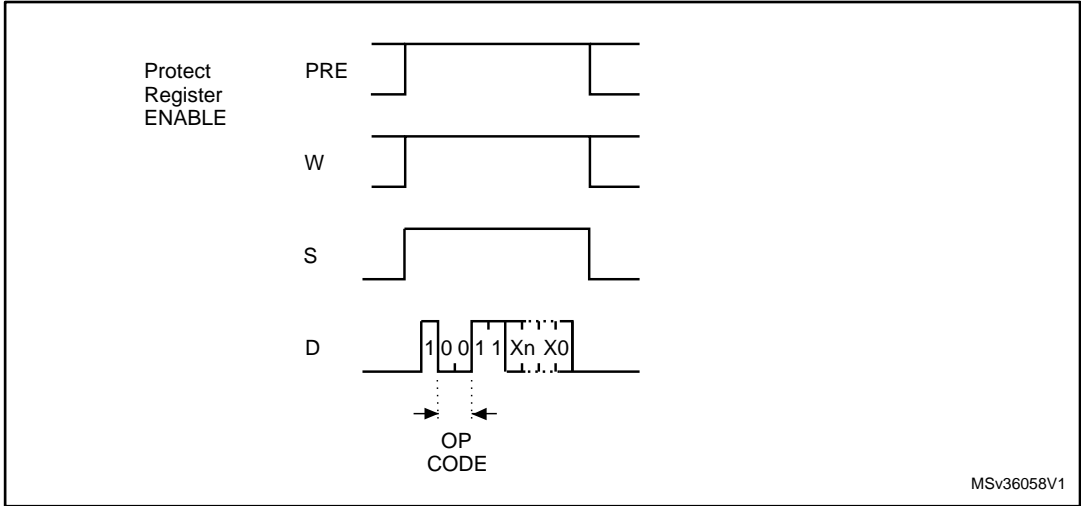 Protect
Register
ENABLE
PRE
W
S
D
1 0 0 1 1 Xn X0
OP
CODE
MSv36058V1